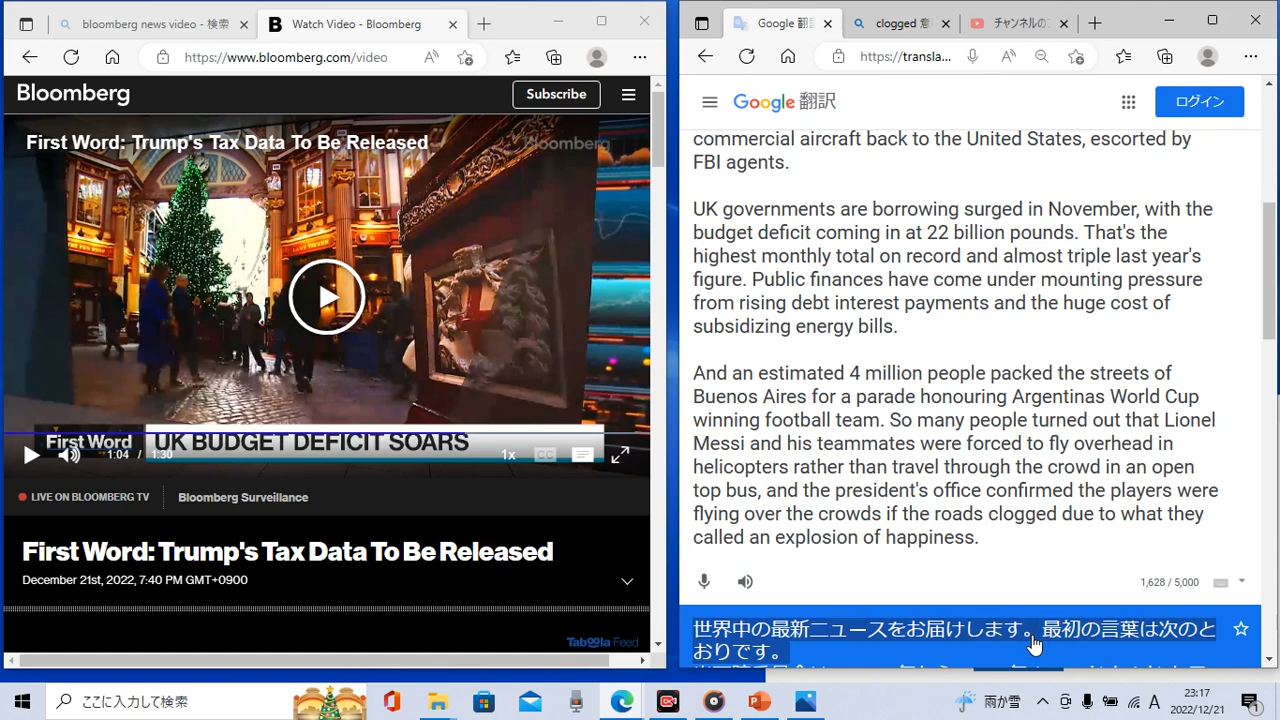 bloomberg news video - 検索
Watch Video - Bloomberg
https://www.bloomberg.com/video
Bloomberg
Subscribe
First Word: Trump's Tax Data To Be Released
Bloomberg
First Word
UK BUDGET DEFICIT SOARS
1:04 / 1:30
1x
CC
LIVE ON BLOOMBERG TV
Bloomberg Surveillance
First Word: Trump's Tax Data To Be Released
December 21st, 2022, 7:40 PM GMT+0900
Taboola Feed
Google 翻訳
clogged 意
チャンネルのコ
https://transla...
Google 翻訳
ログイン
commercial aircraft back to the United States, escorted by
FBI agents.
UK governments are borrowing surged in November, with the
budget deficit coming in at 22 billion pounds. That's the
highest monthly total on record and almost triple last year's
figure. Public finances have come under mounting pressure
from rising debt interest payments and the huge cost of
subsidizing energy bills.
And an estimated 4 million people packed the streets of
Buenos Aires for a parade honouring Argentinas World Cup
winning football team. So many people turned out that Lionel
Messi and his teammates were forced to fly overhead in
helicopters rather than travel through the crowd in an open
top bus, and the president's office confirmed the players were
flying over the crowds if the roads clogged due to what they
called an explosion of happiness.
1,628 / 5,000
世界中の最新ニュースをお届けします。 最初の言葉は次のと
おりです。
ここに入力して検索
雨か雪
A
23:17
2022/12/21
1